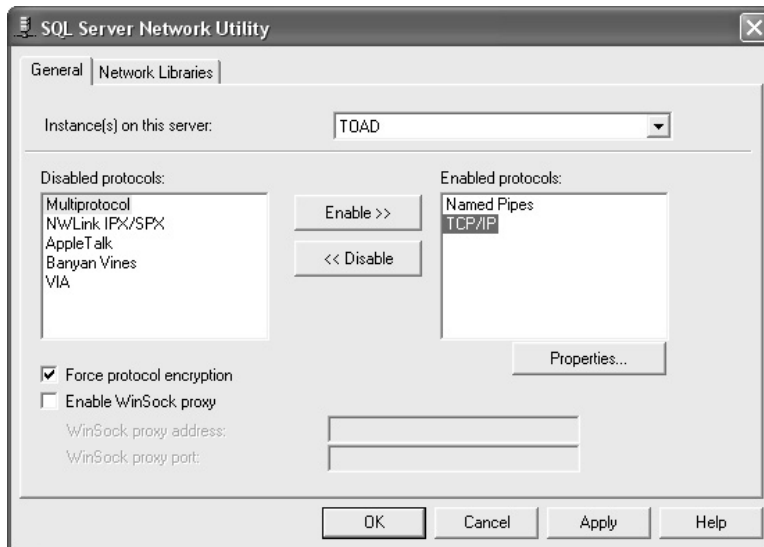 SQL Server Network Utility
General
Network Libraries
Instance(s) on this server:
TOAD
Disabled protocols:
Multiprotocol
NWLink IPX/SPX
AppleTalk
Banyan Vines
VIA
Enable >>
<< Disable
Enabled protocols:
Named Pipes
TCP/IP
Properties...
Force protocol encryption
Enable WinSock proxy
WinSock proxy address:
WinSock proxy port:
OK
Cancel
Apply
Help